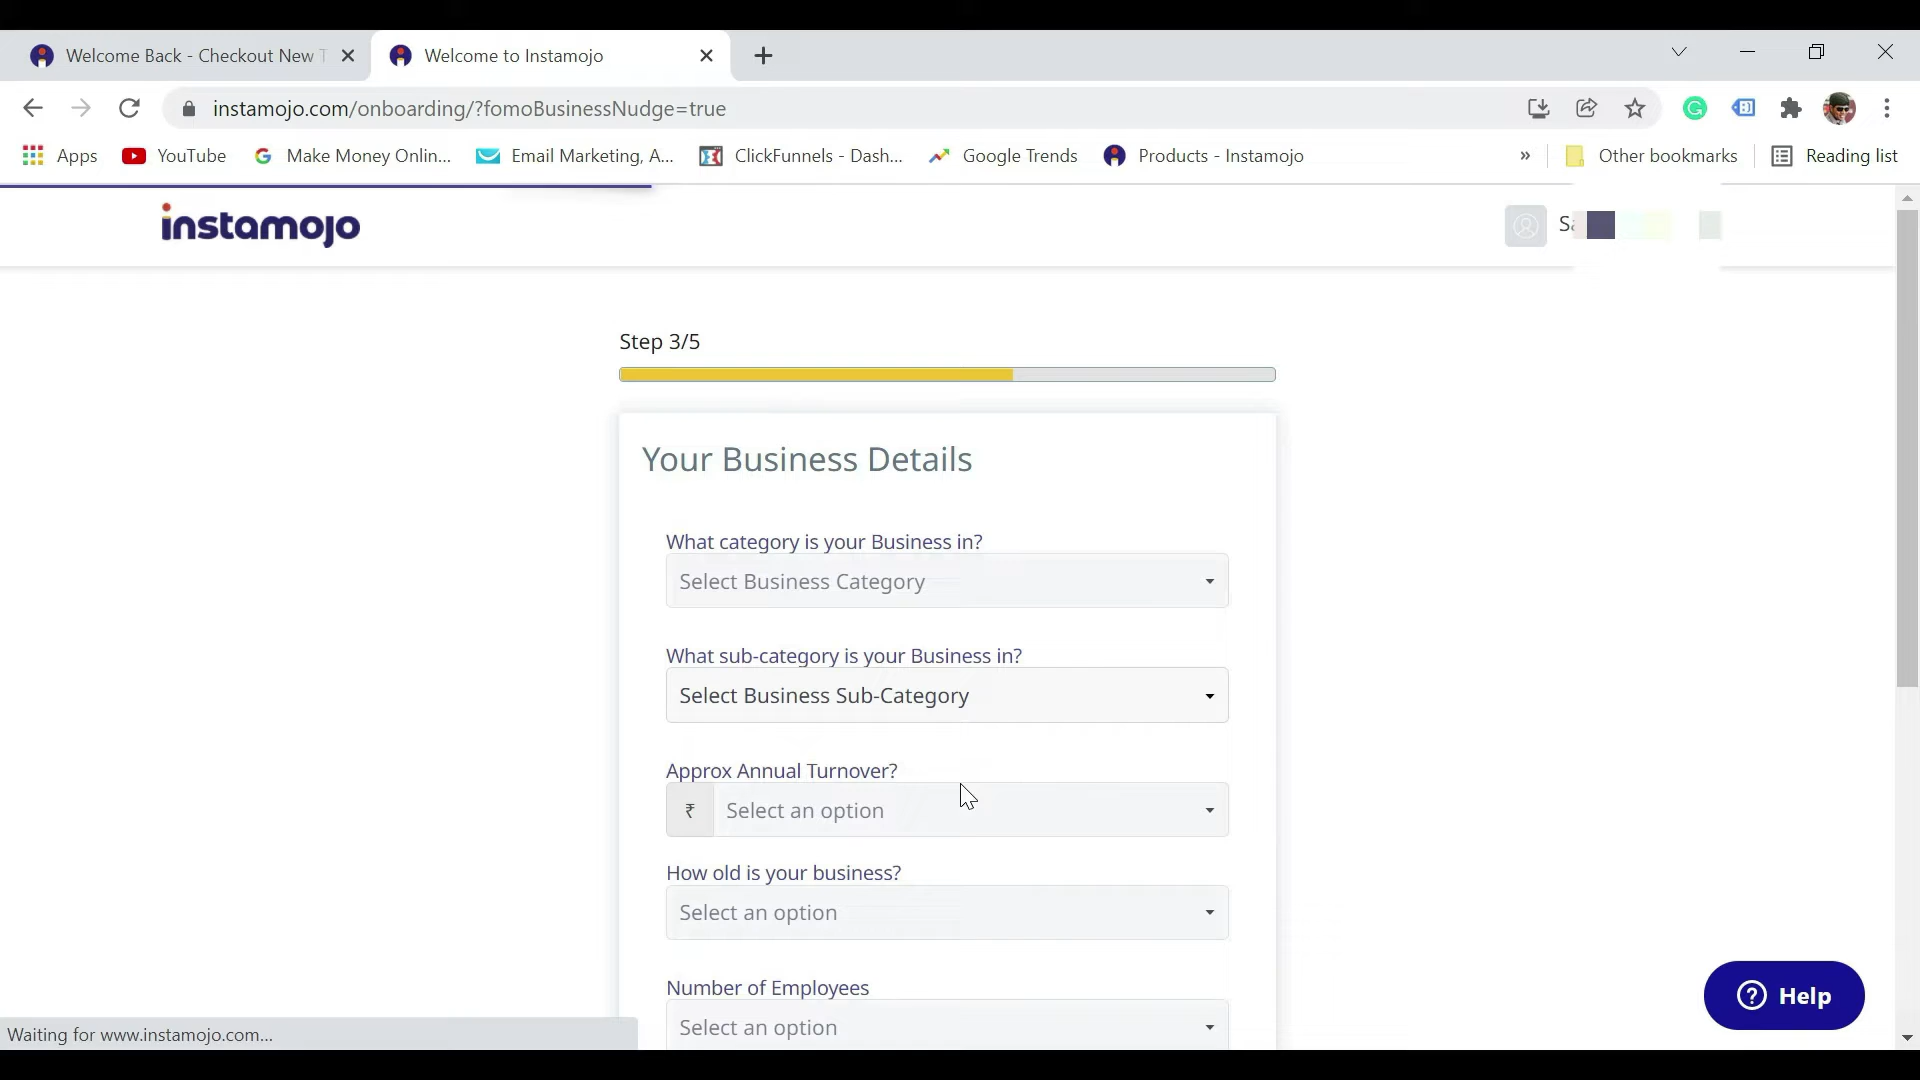 Welcome Back - Checkout New T
Welcome to Instamojo
instamojo.com/onboarding/?fomoBusinessNudge=true
Apps
YouTube
Make Money Onlin...
Email Marketing, A...
ClickFunnels - Dash...
Google Trends
Products - Instamojo
»
Other bookmarks
Reading list
instamojo
Sa
Step 3/5
Your Business Details
What category is your Business in?
Select Business Category
What sub-category is your Business in?
Select Business Sub-Category
Approx Annual Turnover?
₹ Select an option
How old is your business?
Select an option
Number of Employees
Select an option
? Help
Waiting for www.instamojo.com...